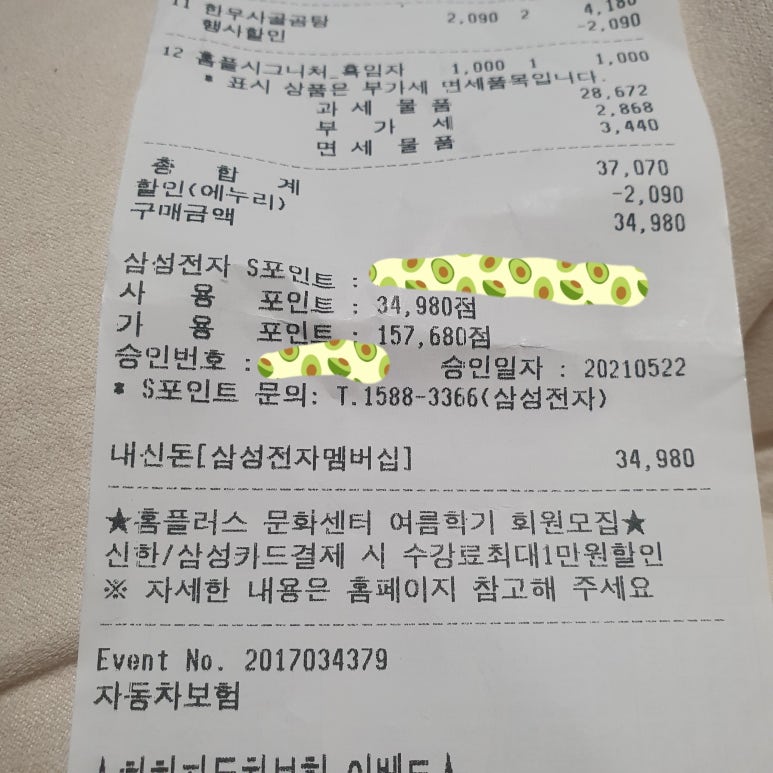 11 한우사골곰탕 2,090 2 4,180
행사할인 -2,090
12 홈플시그니처_흑임자 1,000 1 1,000
* 표시 상품은 부가세 면세품목입니다.
과 세 물 품 28,672
부 가 세 2,868
면 세 물 품 3,440
총 합 계 37,070
할인(에누리) -2,090
구매금액 34,980
삼성전자 S포인트 :
사 용 포인트 : 34,980점
가 용 포인트 : 157,680점
승인번호 : 승인일자 : 20210522
* S포인트 문의: T.1588-3366(삼성전자)
내신돈[삼성전자멤버십] 34,980
★홈플러스 문화센터 여름학기 회원모집★
신한/삼성카드결제 시 수강료최대1만원할인
※ 자세한 내용은 홈페이지 참고해 주세요
Event No. 2017034379
자동차보험